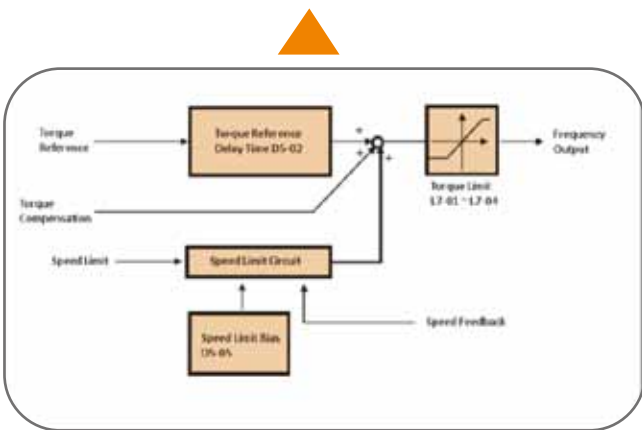 Torque
Reference
Torque Reference
Delay Time D5-02
+
+
+
Frequency
Output
Torque Limit
L7-01 ~ L7-04
Torque
Compensation
Speed Limit
Speed Limit Circuit
Speed Feedback
Speed Limit Bias
D5-05